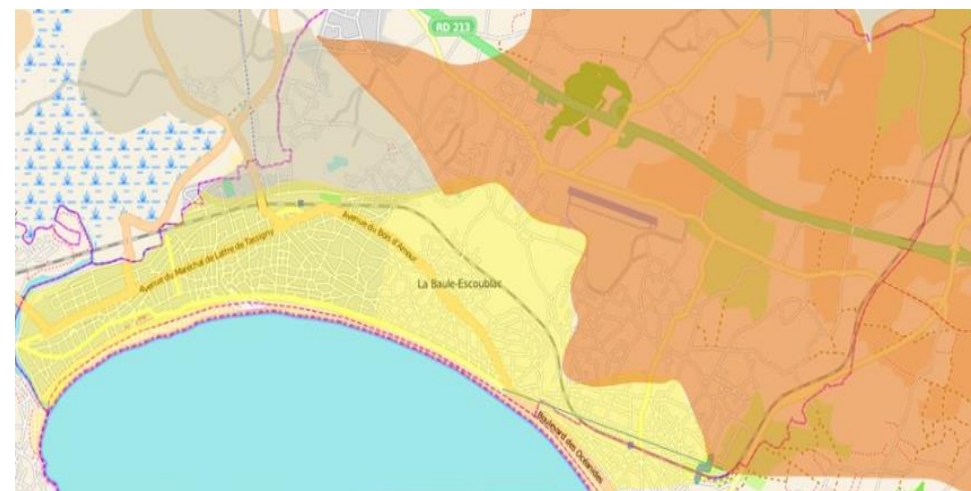 RD 213
Avenue du Bois d'Amour
Avenue du Maréchal de Lattre de Tassigny
La Baule-Escoublac
Boulevard des Océanides